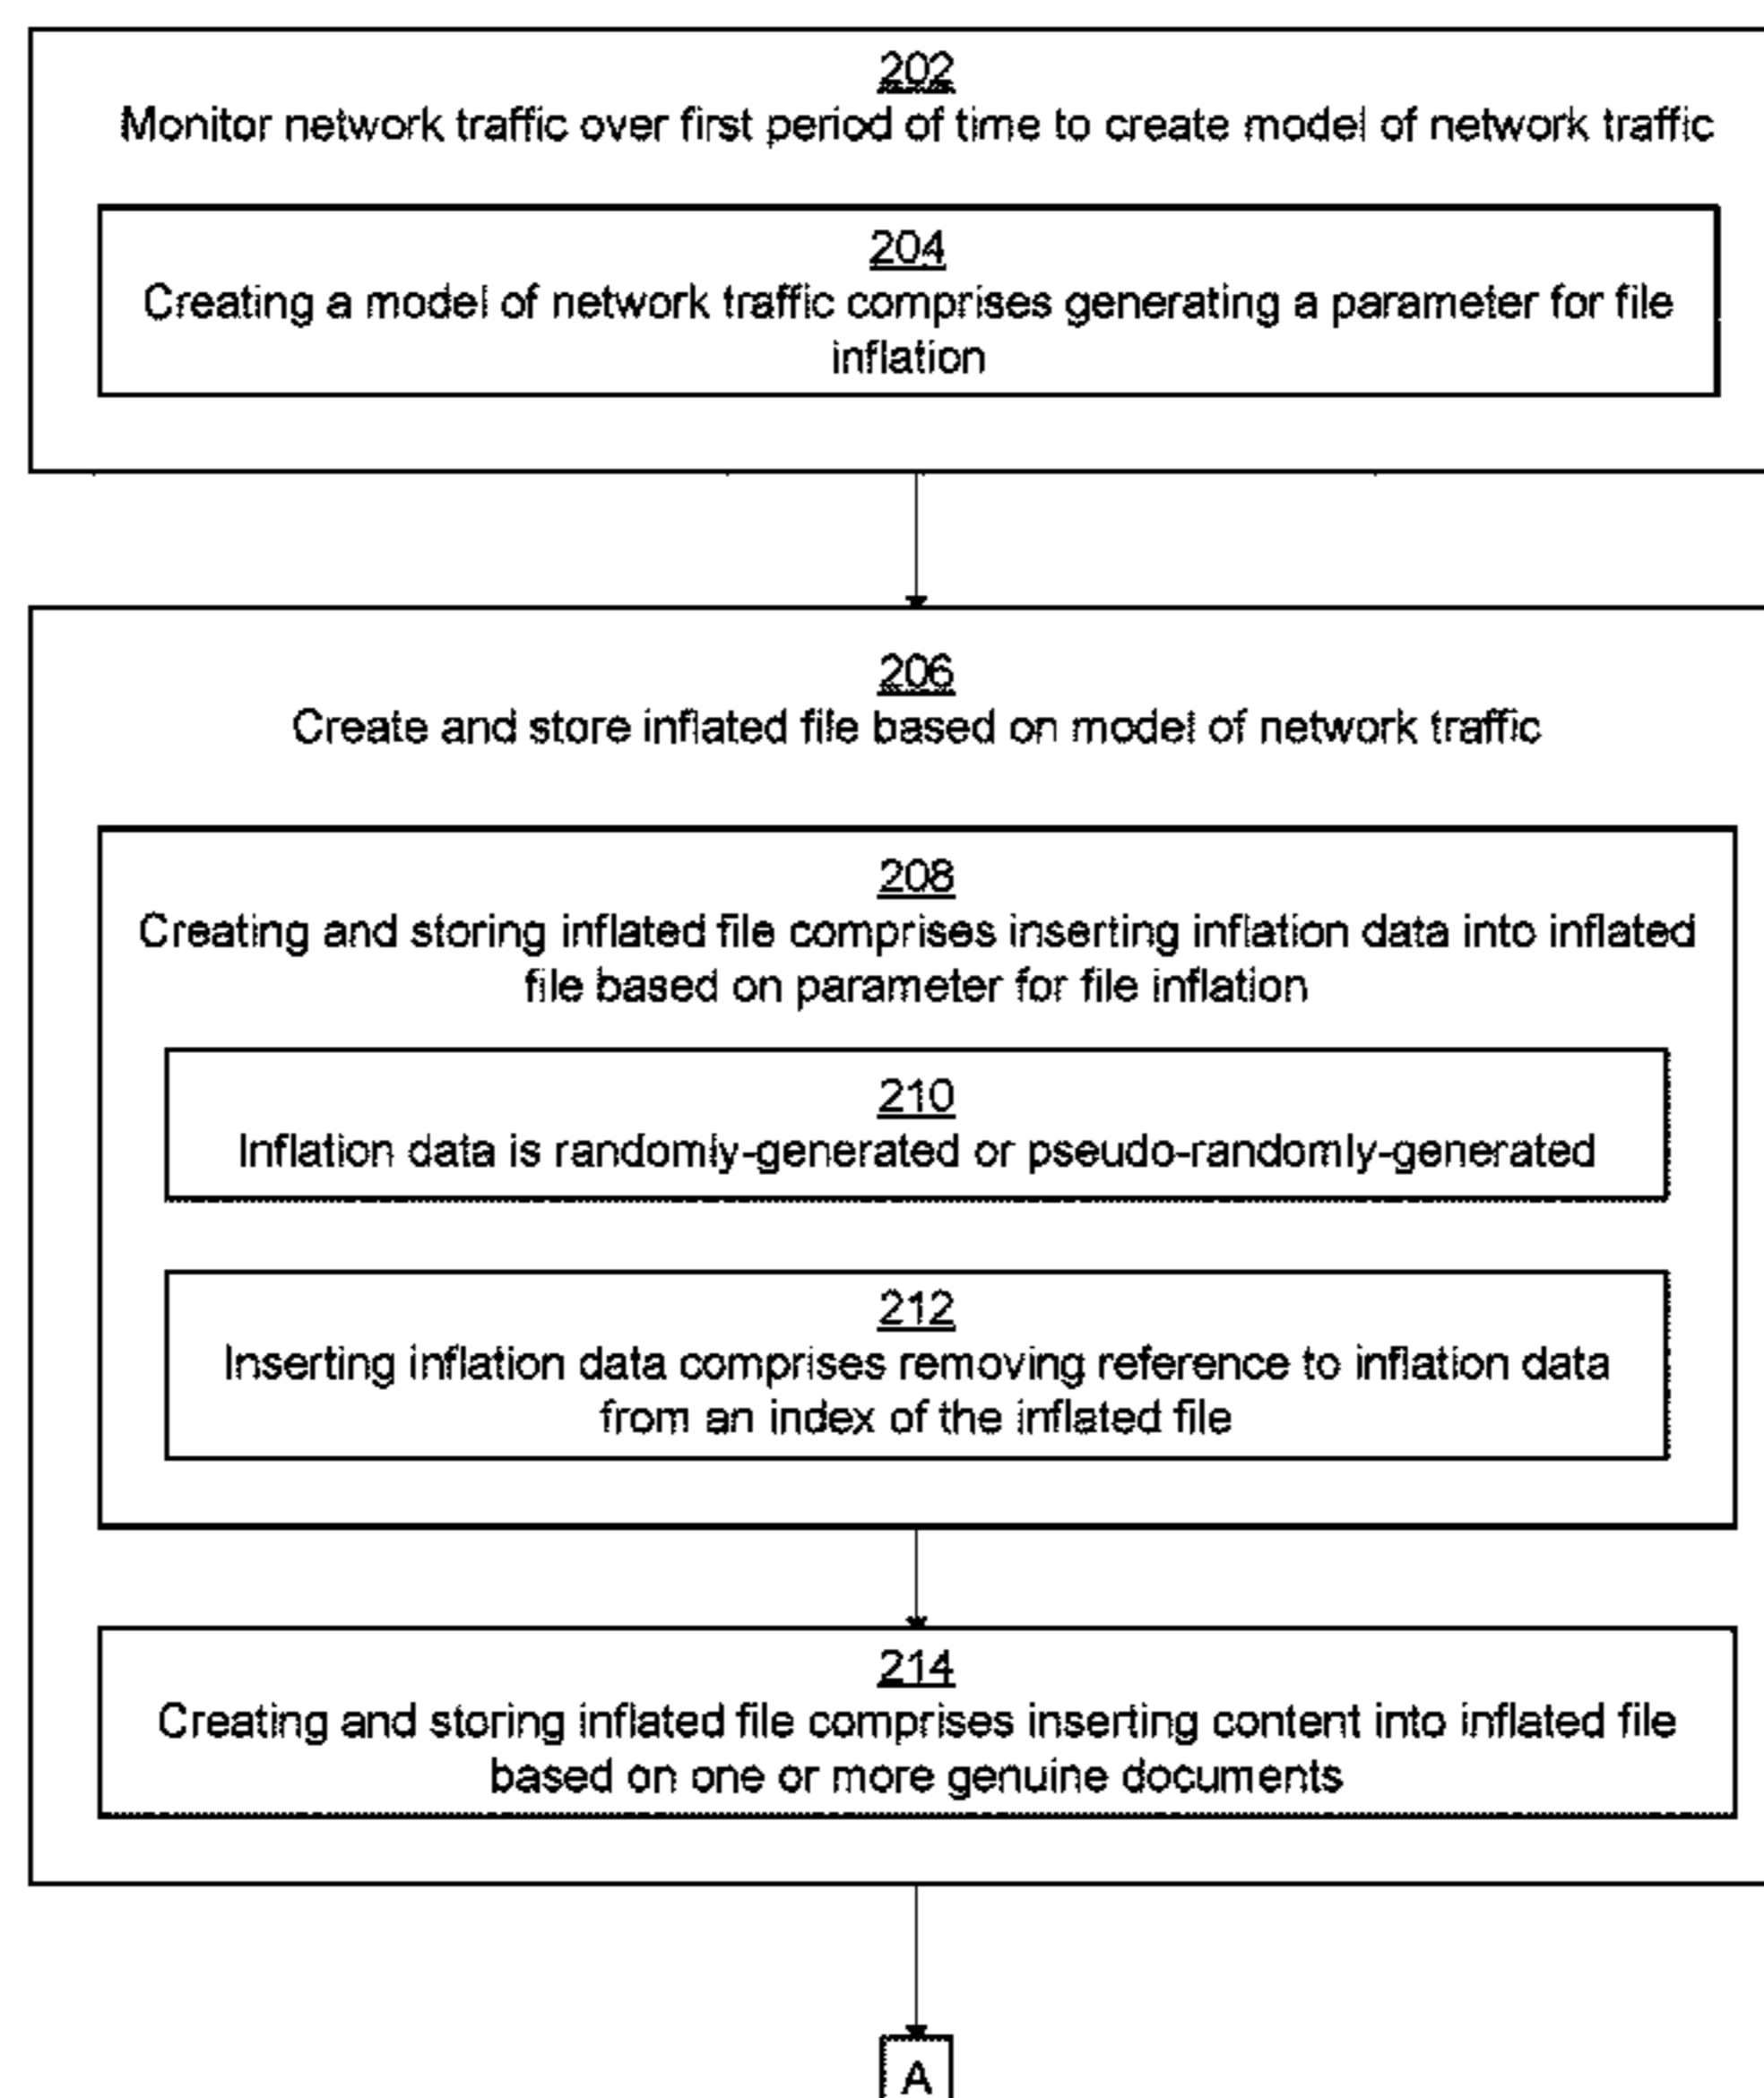 202
Monitor network traffic over first period of time to create model of network traffic
204
Creating a model of network traffic comprises generating a parameter for file
inflation
206
Create and store inflated file based on model of network traffic
208
Creating and storing inflated file comprises inserting inflation data into inflated
file based on parameter for file inflation
210
Inflation data is randomly-generated or pseudo-randomly-generated
212
Inserting inflation data comprises removing reference to inflation data
from an index of the inflated file
214
Creating and storing inflated file comprises inserting content into inflated file
based on one or more genuine documents
A